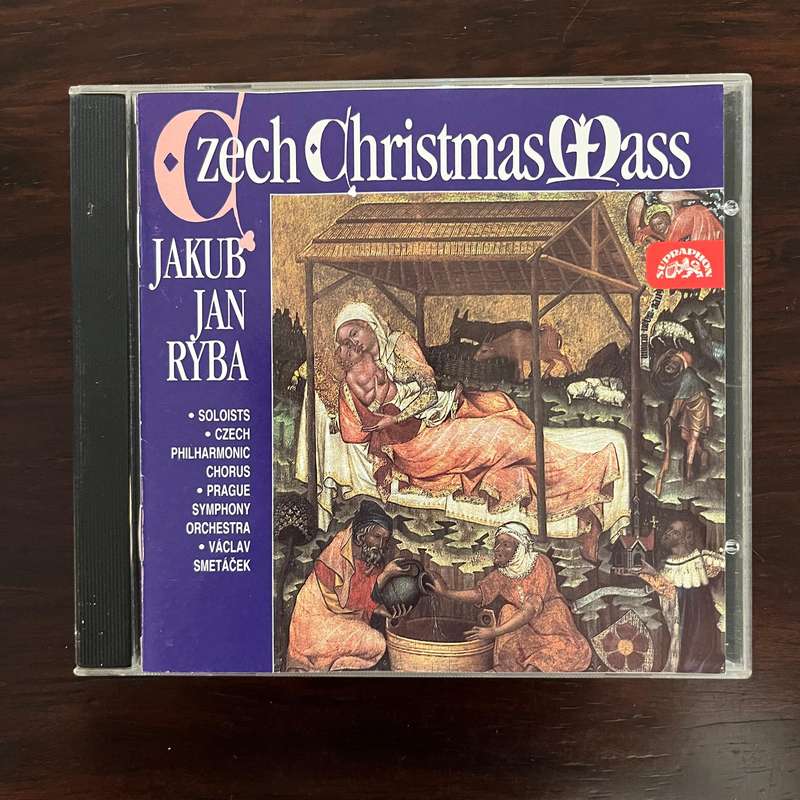 Czech Christmas Mass
JAKUB
JAN
RYBA
• SOLOISTS
• CZECH
PHILHARMONIC
CHORUS
• PRAGUE
SYMPHONY
ORCHESTRA
• VÁCLAV
SMETÁČEK
SUPRAPHON